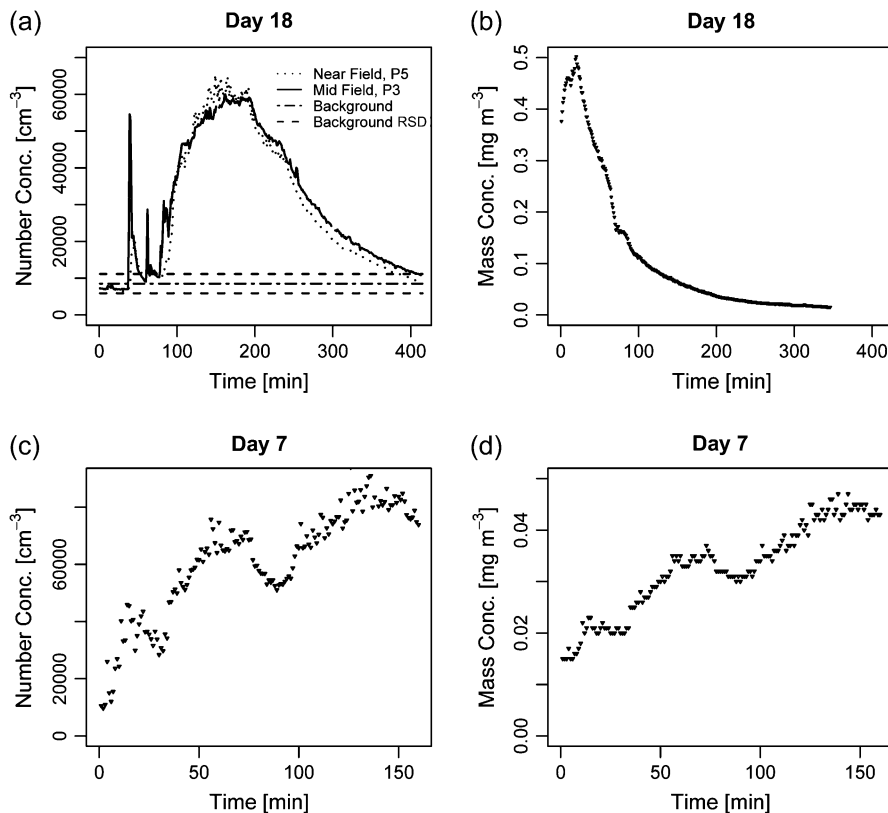 (a)
Day 18
Number Conc. [cm⁻³]
0
20000
40000
60000
Near Field, P5
Mid Field, P3
Background
Background RSD
0 100 200 300 400
Time [min]
(b)
Day 18
Mass Conc. [mg m⁻³]
0.0 0.1 0.2 0.3 0.4 0.5
0 100 200 300 400
Time [min]
(c)
Day 7
Number Conc. [cm⁻³]
0 20000 60000
0 50 100 150
Time [min]
(d)
Day 7
Mass Conc. [mg m⁻³]
0.00 0.02 0.04
0 50 100 150
Time [min]